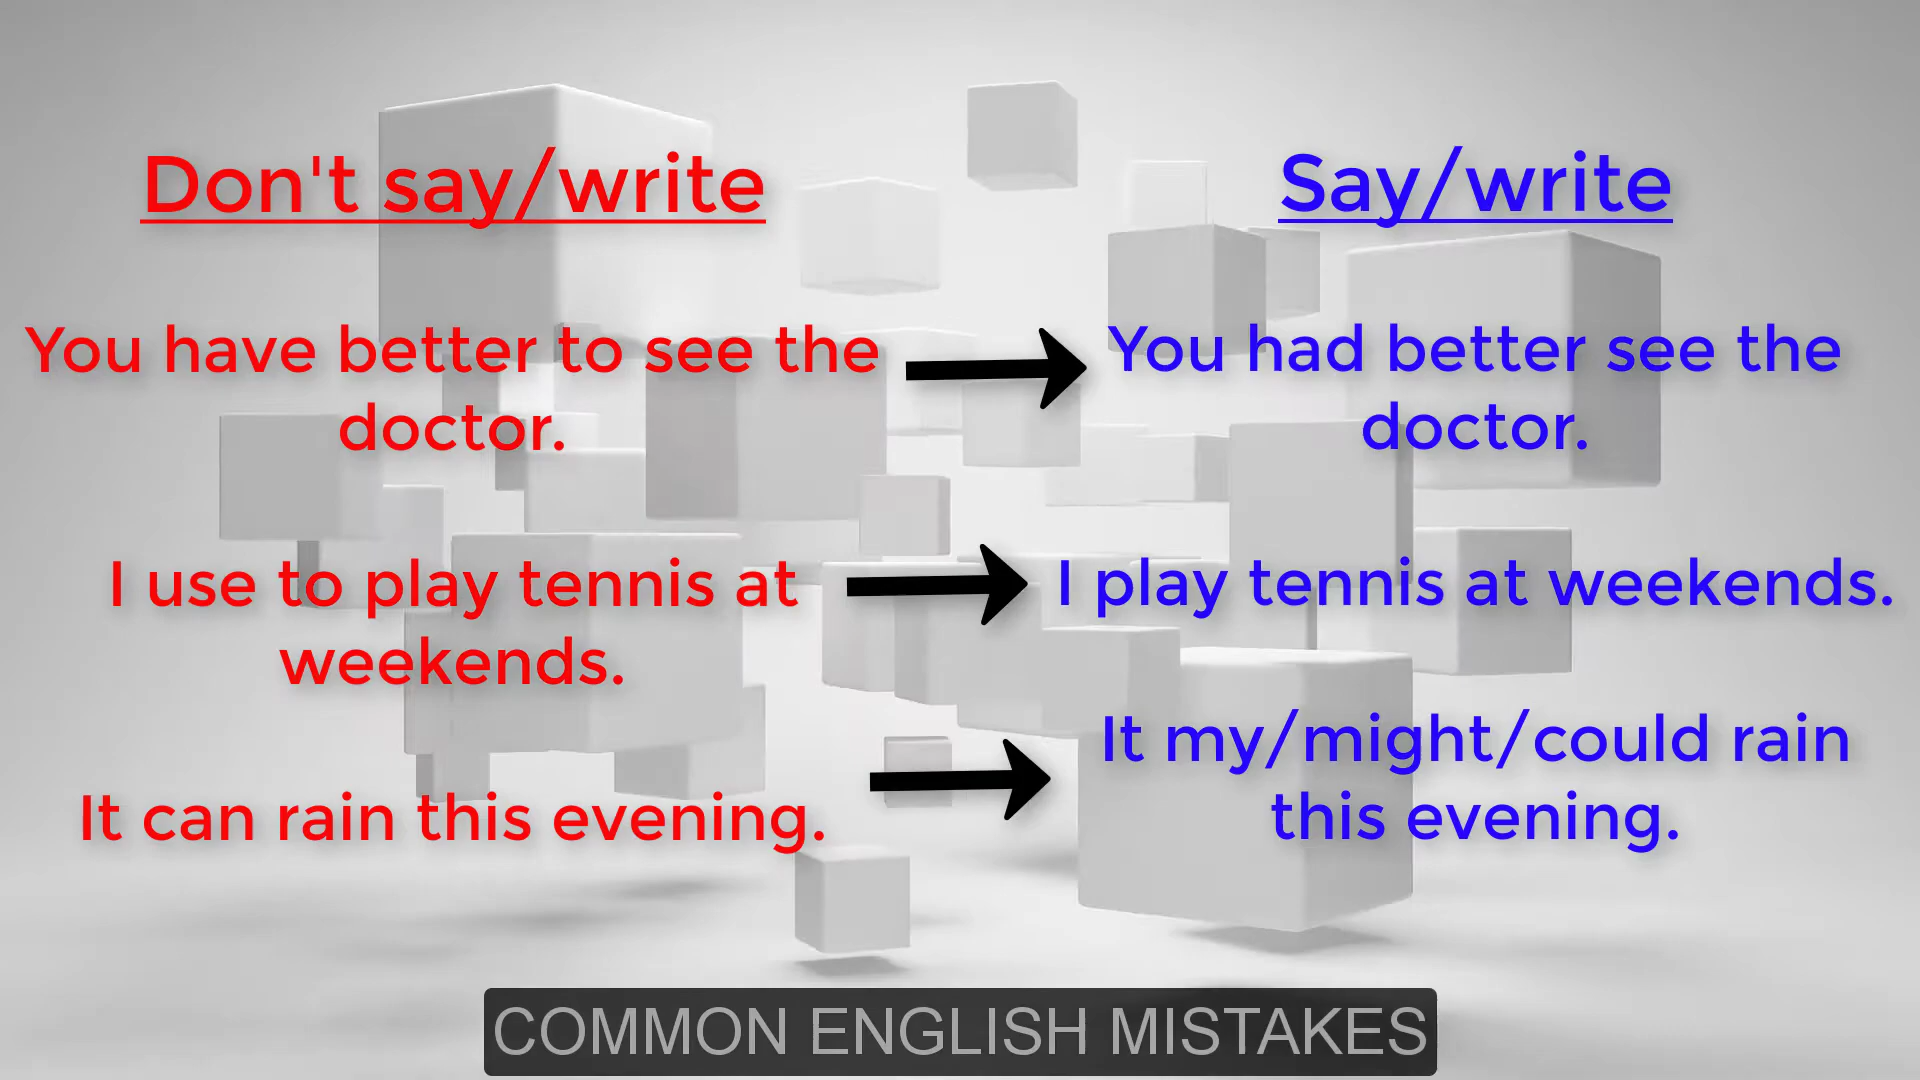 Don't say/write
Say/write
You have better to see the
doctor.
You had better see the
doctor.
I use to play tennis at
weekends.
I play tennis at weekends.
It can rain this evening.
It my/might/could rain
this evening.
COMMON ENGLISH MISTAKES